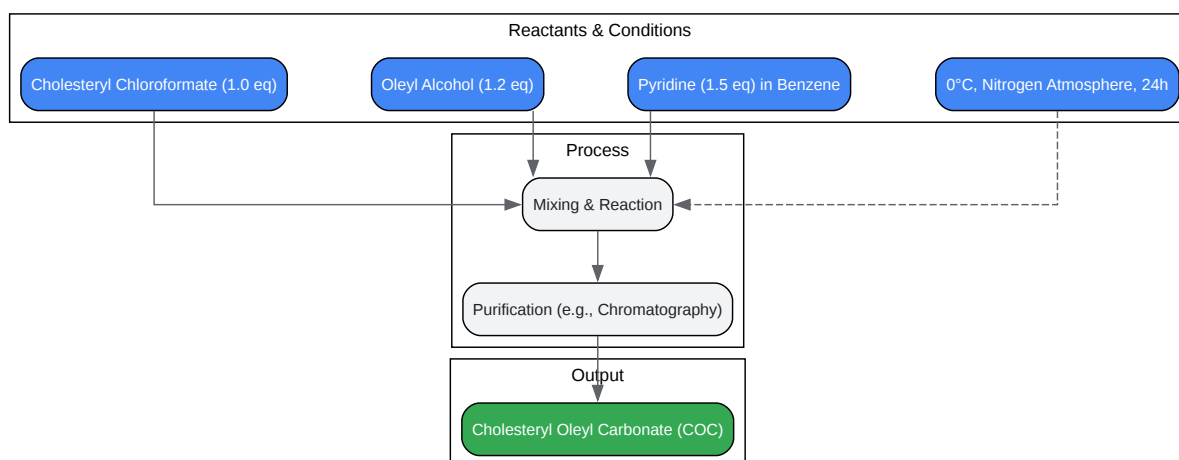 Reactants & Conditions
Cholesteryl Chloroformate (1.0 eq)
Oleyl Alcohol (1.2 eq)
Pyridine (1.5 eq) in Benzene
0°C, Nitrogen Atmosphere, 24h
Process
Mixing & Reaction
Purification (e.g., Chromatography)
Output
Cholesteryl Oleyl Carbonate (COC)